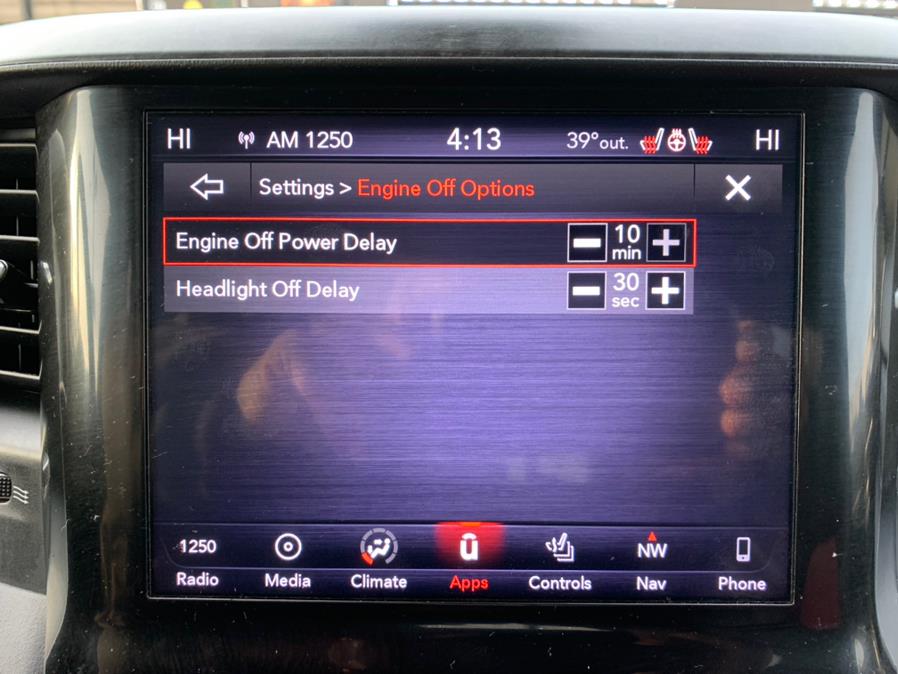 HI AM 1250 4:13 39° out. HI
Settings > Engine Off Options
Engine Off Power Delay 10 min
Headlight Off Delay 30 sec
1250 û NW
Radio Media Climate Apps Controls Nav Phone